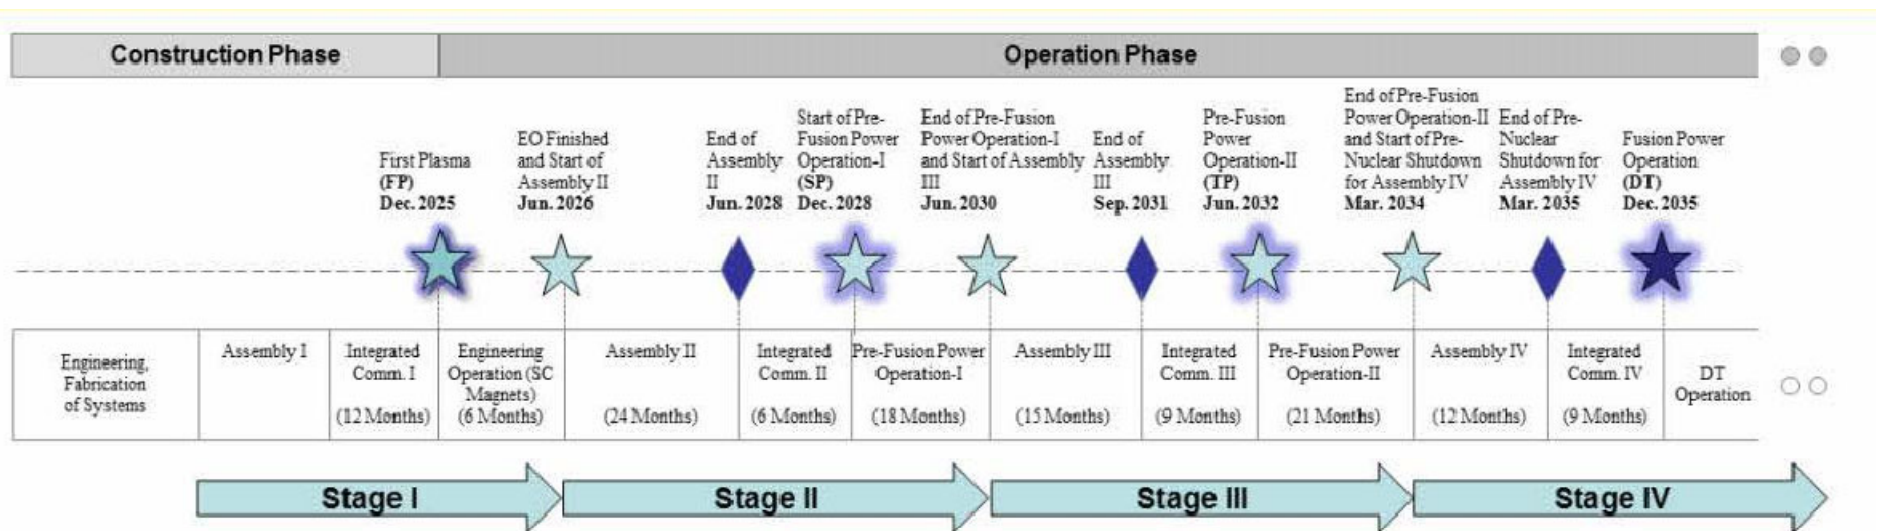 Construction Phase
Operation Phase
First Plasma
(FP)
Dec. 2025
EO Finished
and Start of
Assembly II
Jun. 2026
End of
Assembly
II
Jun. 2028
Start of Pre-
Fusion Power
Operation-I
(SP)
Dec. 2028
End of Pre-Fusion
Power Operation-I
and Start of Assembly
III
Jun. 2030
End of
Assembly
III
Sep. 2031
Pre-Fusion
Power
Operation-II
(TP)
Jun. 2032
End of Pre-Fusion
Power Operation-II
and Start of Pre-
Nuclear Shutdown
for Assembly IV
Mar. 2034
End of Pre-
Nuclear
Shutdown for
Assembly IV
Mar. 2035
Fusion Power
Operation
(DT)
Dec. 2035
Engineering,
Fabrication
of Systems
Assembly I
Integrated
Comm. I
(12 Months)
Engineering
Operation (SC
Magnets)
(6 Months)
Assembly II
(24 Months)
Integrated
Comm. II
(6 Months)
Pre-Fusion Power
Operation-I
(18 Months)
Assembly III
(15 Months)
Integrated
Comm. III
(9 Months)
Pre-Fusion Power
Operation-II
(21 Months)
Assembly IV
(12 Months)
Integrated
Comm. IV
(9 Months)
DT
Operation
Stage I
Stage II
Stage III
Stage IV